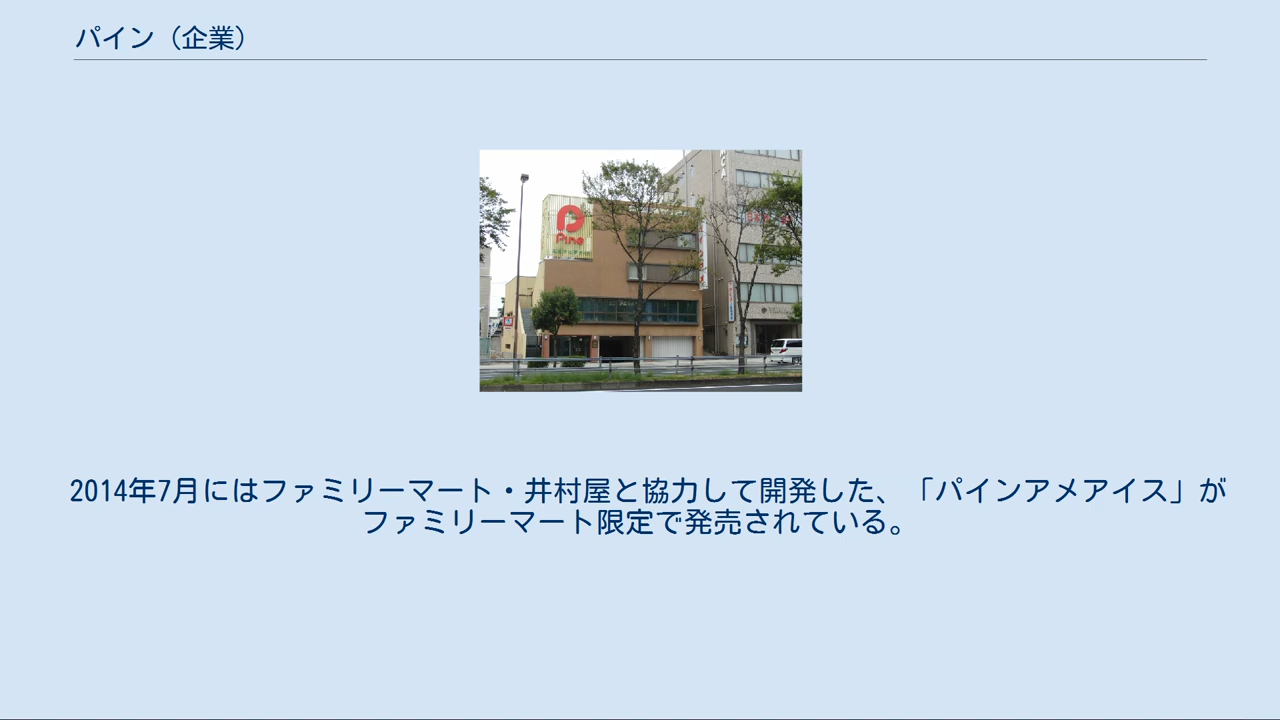 パイン（企業）
Pine
2014年7月にはファミリーマート・井村屋と協力して開発した、「パインアメアイス」が
ファミリーマート限定で発売されている。